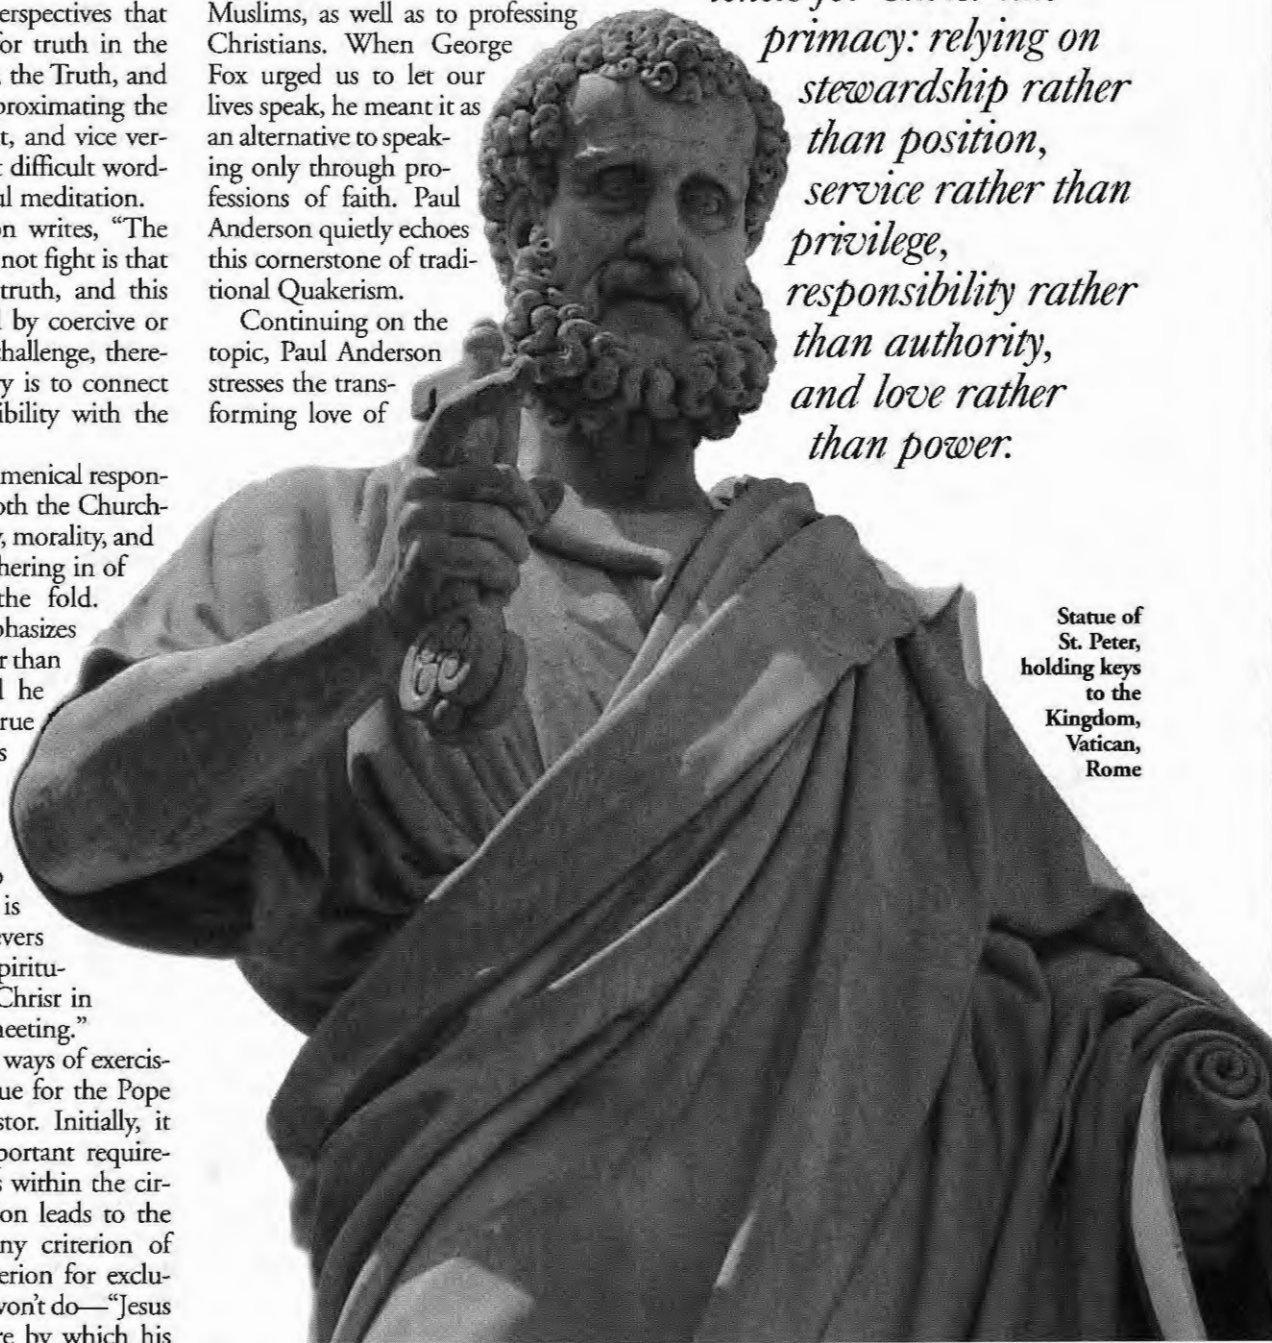 erspectives that
or truth in the
the Truth, and
proximating the
t, and vice ver-
difficult word-
al meditation.
on writes, “The
not fight is that
truth, and this
by coercive or
challenge, there-
y is to connect
ibility with the
menical respon-
oth the Church-
, morality, and
hering in of
the fold.
phasizes
r than
l he
rue
s
is
evers
piritu-
Chrisr in
neeting.”
ways of exercis-
ue for the Pope
stor. Initially, it
portant require-
s within the cir-
on leads to the
ny crirerion of
erion for exclu-
von't do—“Jesus
re by which his
Muslims, as well as to professing
Christians. When George
Fox urged us to let our
lives speak, he meant it as
an alternative to speak-
ing only through pro-
fessions of faith. Paul
Anderson quietly echoes
this cornerstone of tradi-
tional Quakerism.
Continuing on the
topic, Paul Anderson
stresses the trans-
forming love of
primacy: relying on
stewardship rather
than position,
service rather than
privilege,
responsibility rather
than authority,
and love rather
than power.
Statue of
St. Peter,
holding keys
to the
Kingdom,
Vatican,
Rome